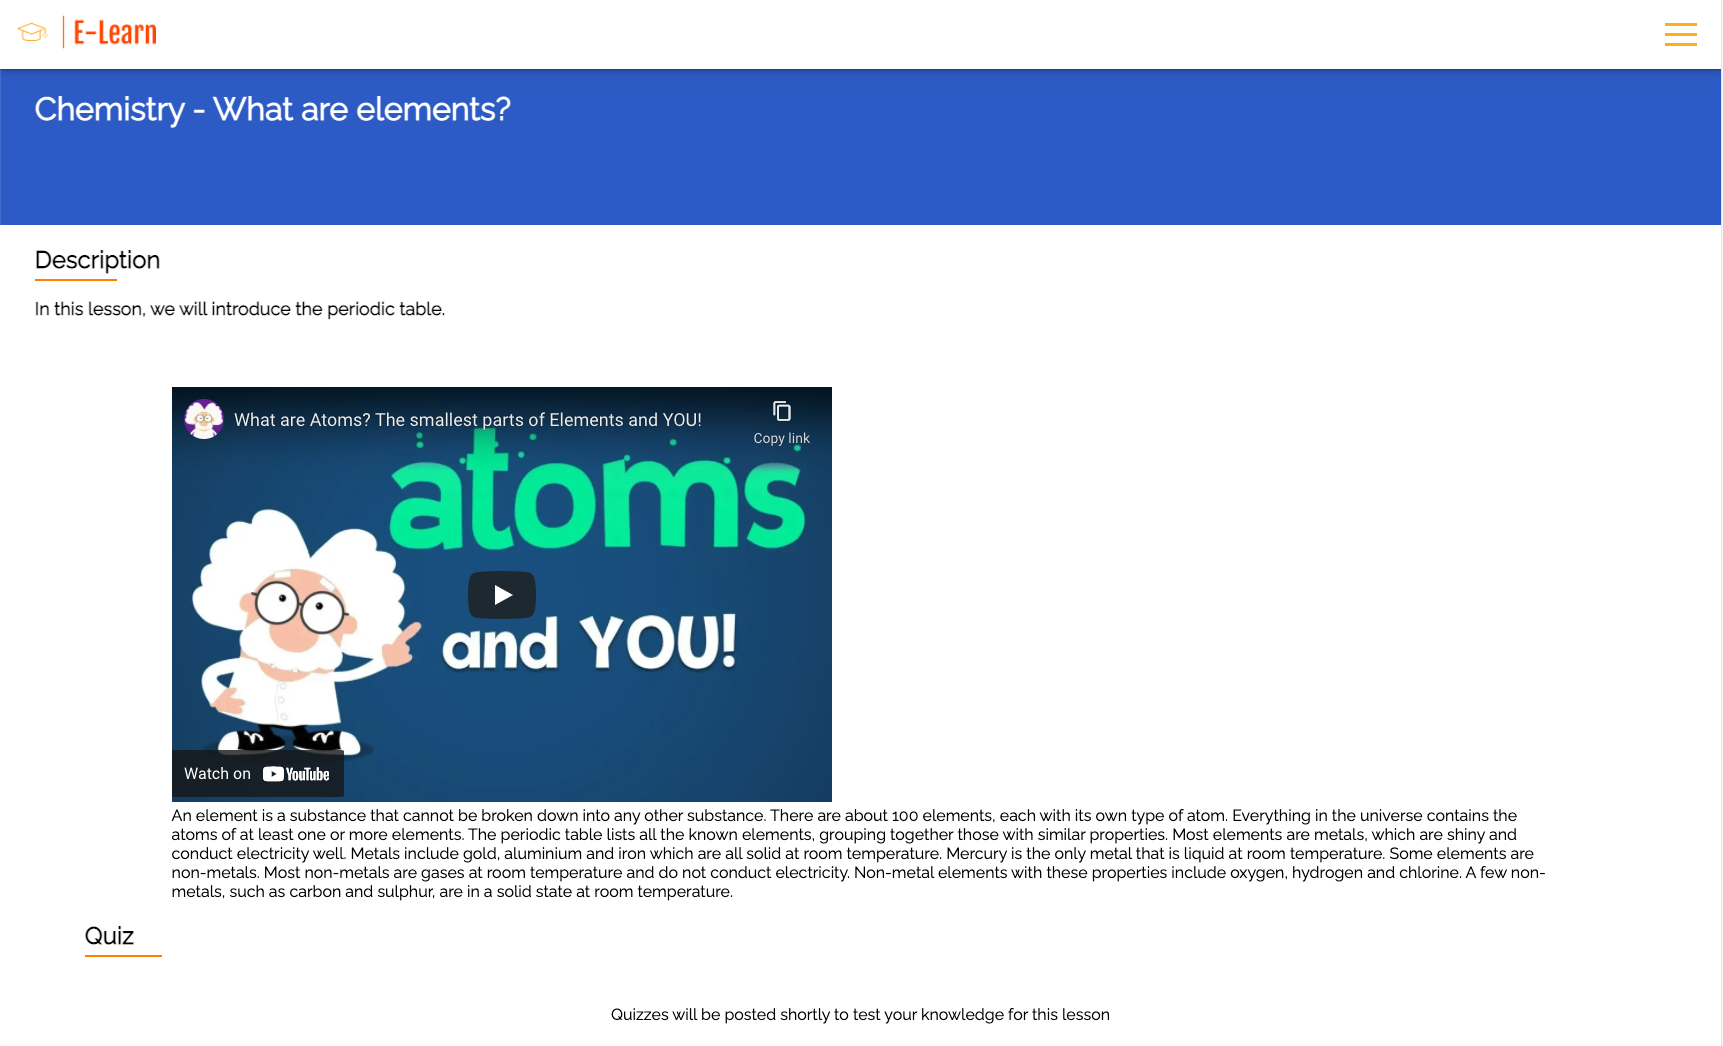 E-Learn
Chemistry - What are elements?
Description
In this lesson, we will introduce the periodic table.
What are Atoms? The smallest parts of Elements and YOU!
Copy link
atoms
and YOU!
Watch on YouTube
An element is a substance that cannot be broken down into any other substance. There are about 100 elements, each with its own type of atom. Everything in the universe contains the
atoms of at least one or more elements. The periodic table lists all the known elements, grouping together those with similar properties. Most elements are metals, which are shiny and
conduct electricity well. Metals include gold, aluminium and iron which are all solid at room temperature. Mercury is the only metal that is liquid at room temperature. Some elements are
non-metals. Most non-metals are gases at room temperature and do not conduct electricity. Non-metal elements with these properties include oxygen, hydrogen and chlorine. A few non-
metals, such as carbon and sulphur, are in a solid state at room temperature.
Quiz
Quizzes will be posted shortly to test your knowledge for this lesson